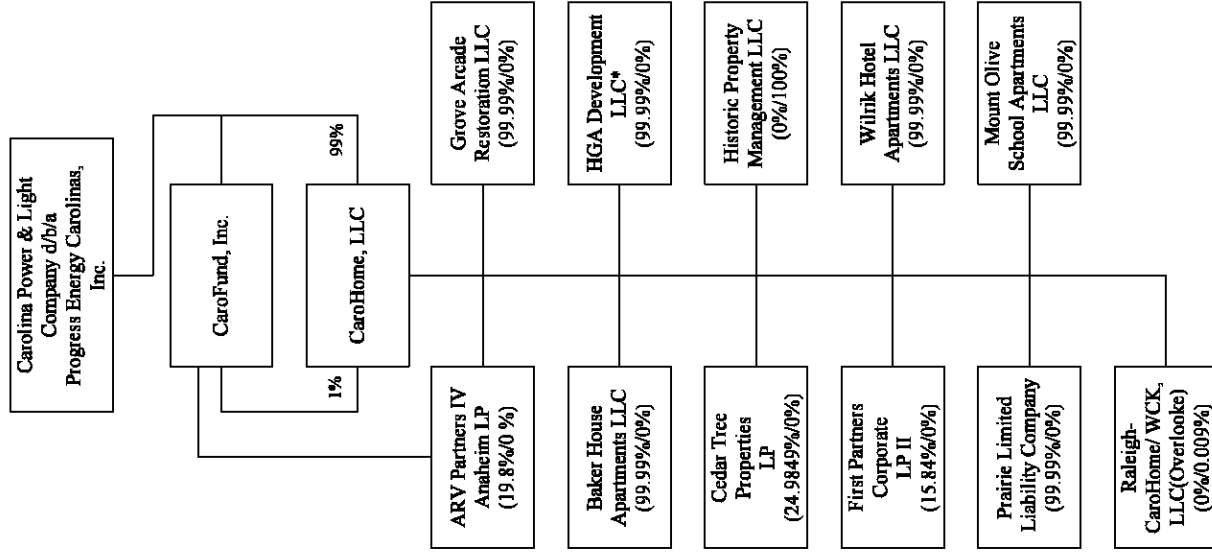 Carolina Power & Light
Company d/b/a
Progress Energy Carolinas,
Inc.
CaroFund, Inc.
99%
CaroHome, LLC
1%
ARV Partners IV
Anaheim LP
(19.8%/0 %)
Grove Arcade
Restoration LLC
(99.99%/0%)
Baker House
Apartments LLC
(99.99%/0%)
HGA Development
LLC*
(99.99%/0%)
Cedar Tree
Properties
LP
(24.9849%/0%)
Historic Property
Management LLC
(0%/100%)
First Partners
Corporate
LP II
(15.84%/0%)
Wilrik Hotel
Apartments LLC
(99.99%/0%)
Prairie Limited
Liability Company
(99.99%/0%)
Mount Olive
School Apartments
LLC
(99.99%/0%)
Raleigh-
CaroHome/ WCK,
LLC(Overlooke)
(0%/0.009%)